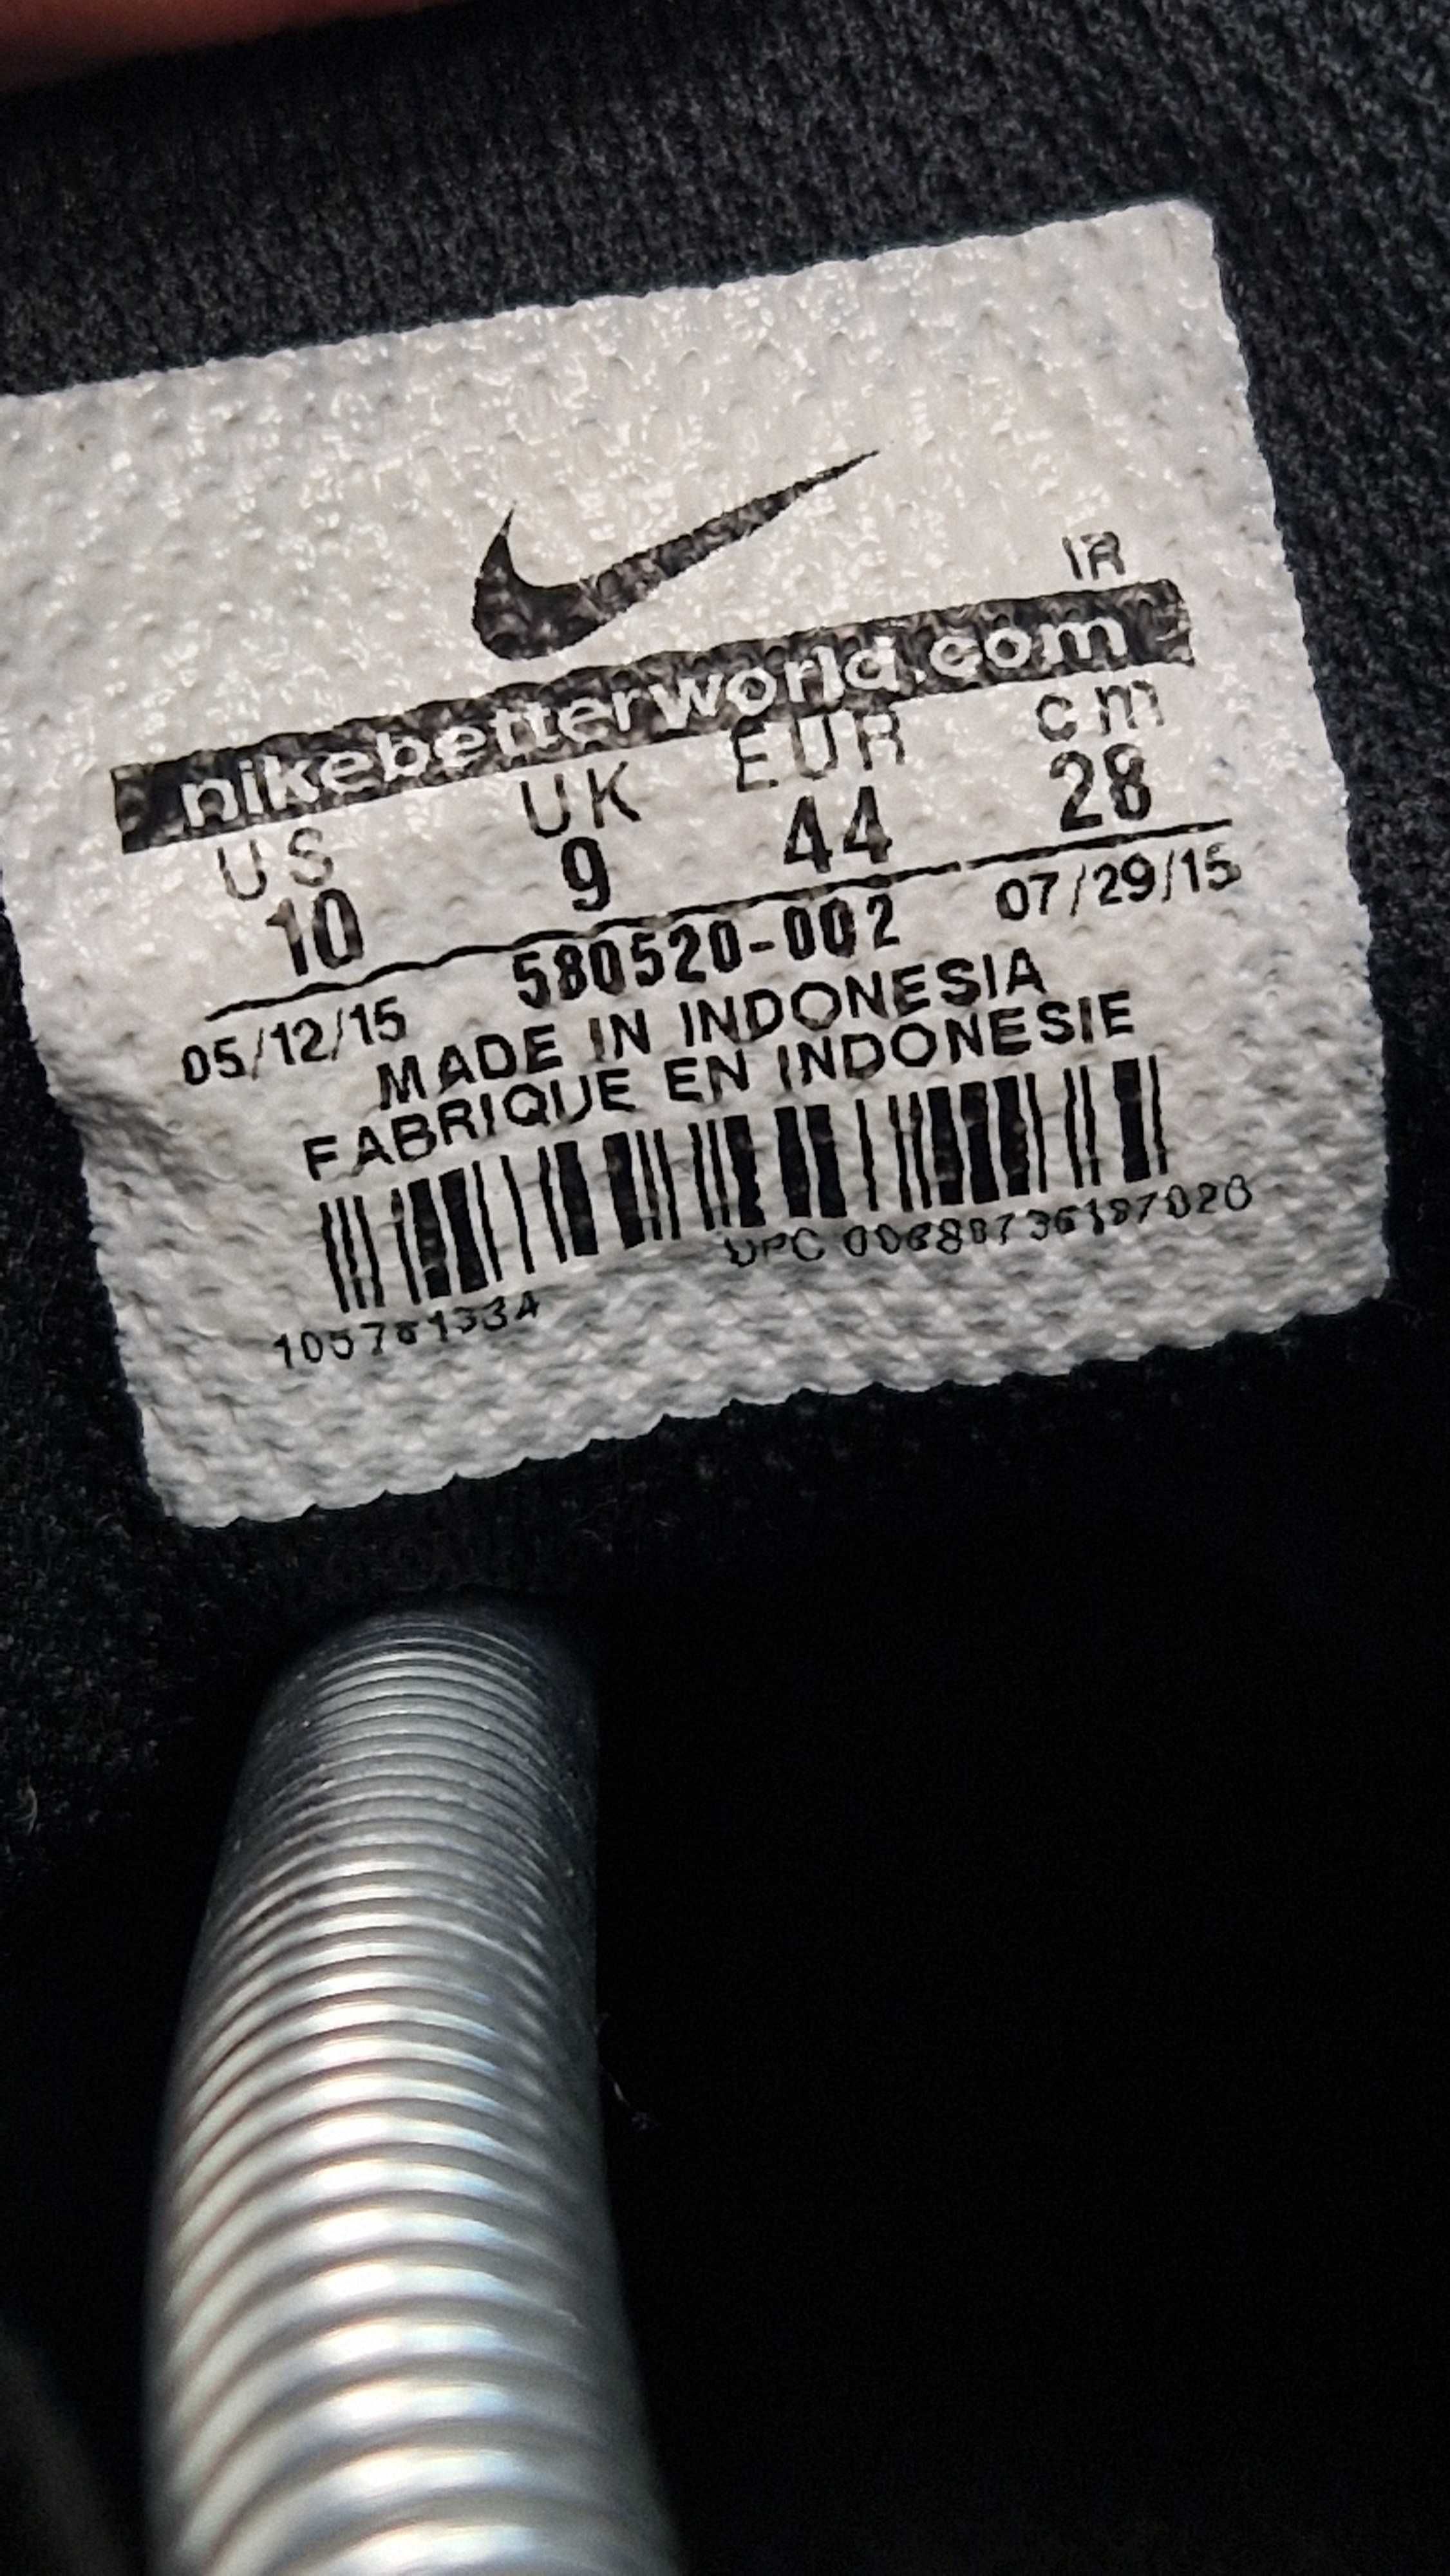 IR
nikebetterworld.com
US UK EUR cm
10 9 44 28
05/12/15 580520-002 07/29/15
MADE IN INDONESIA
FABRIQUE EN INDONESIE
UPC